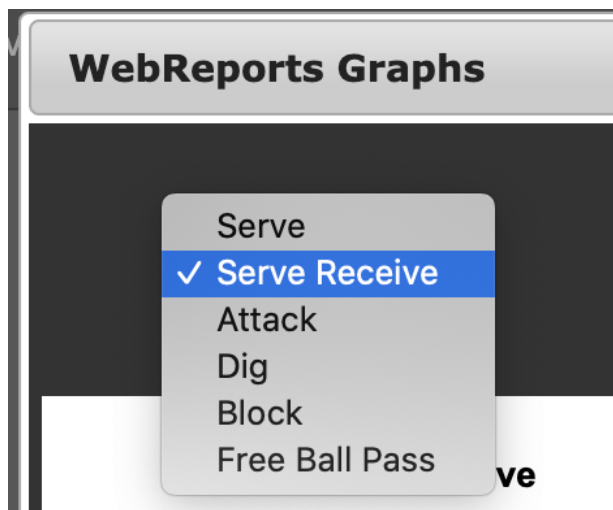 WebReports Graphs
Serve
✓ Serve Receive
Attack
Dig
Block
Free Ball Pass
ve